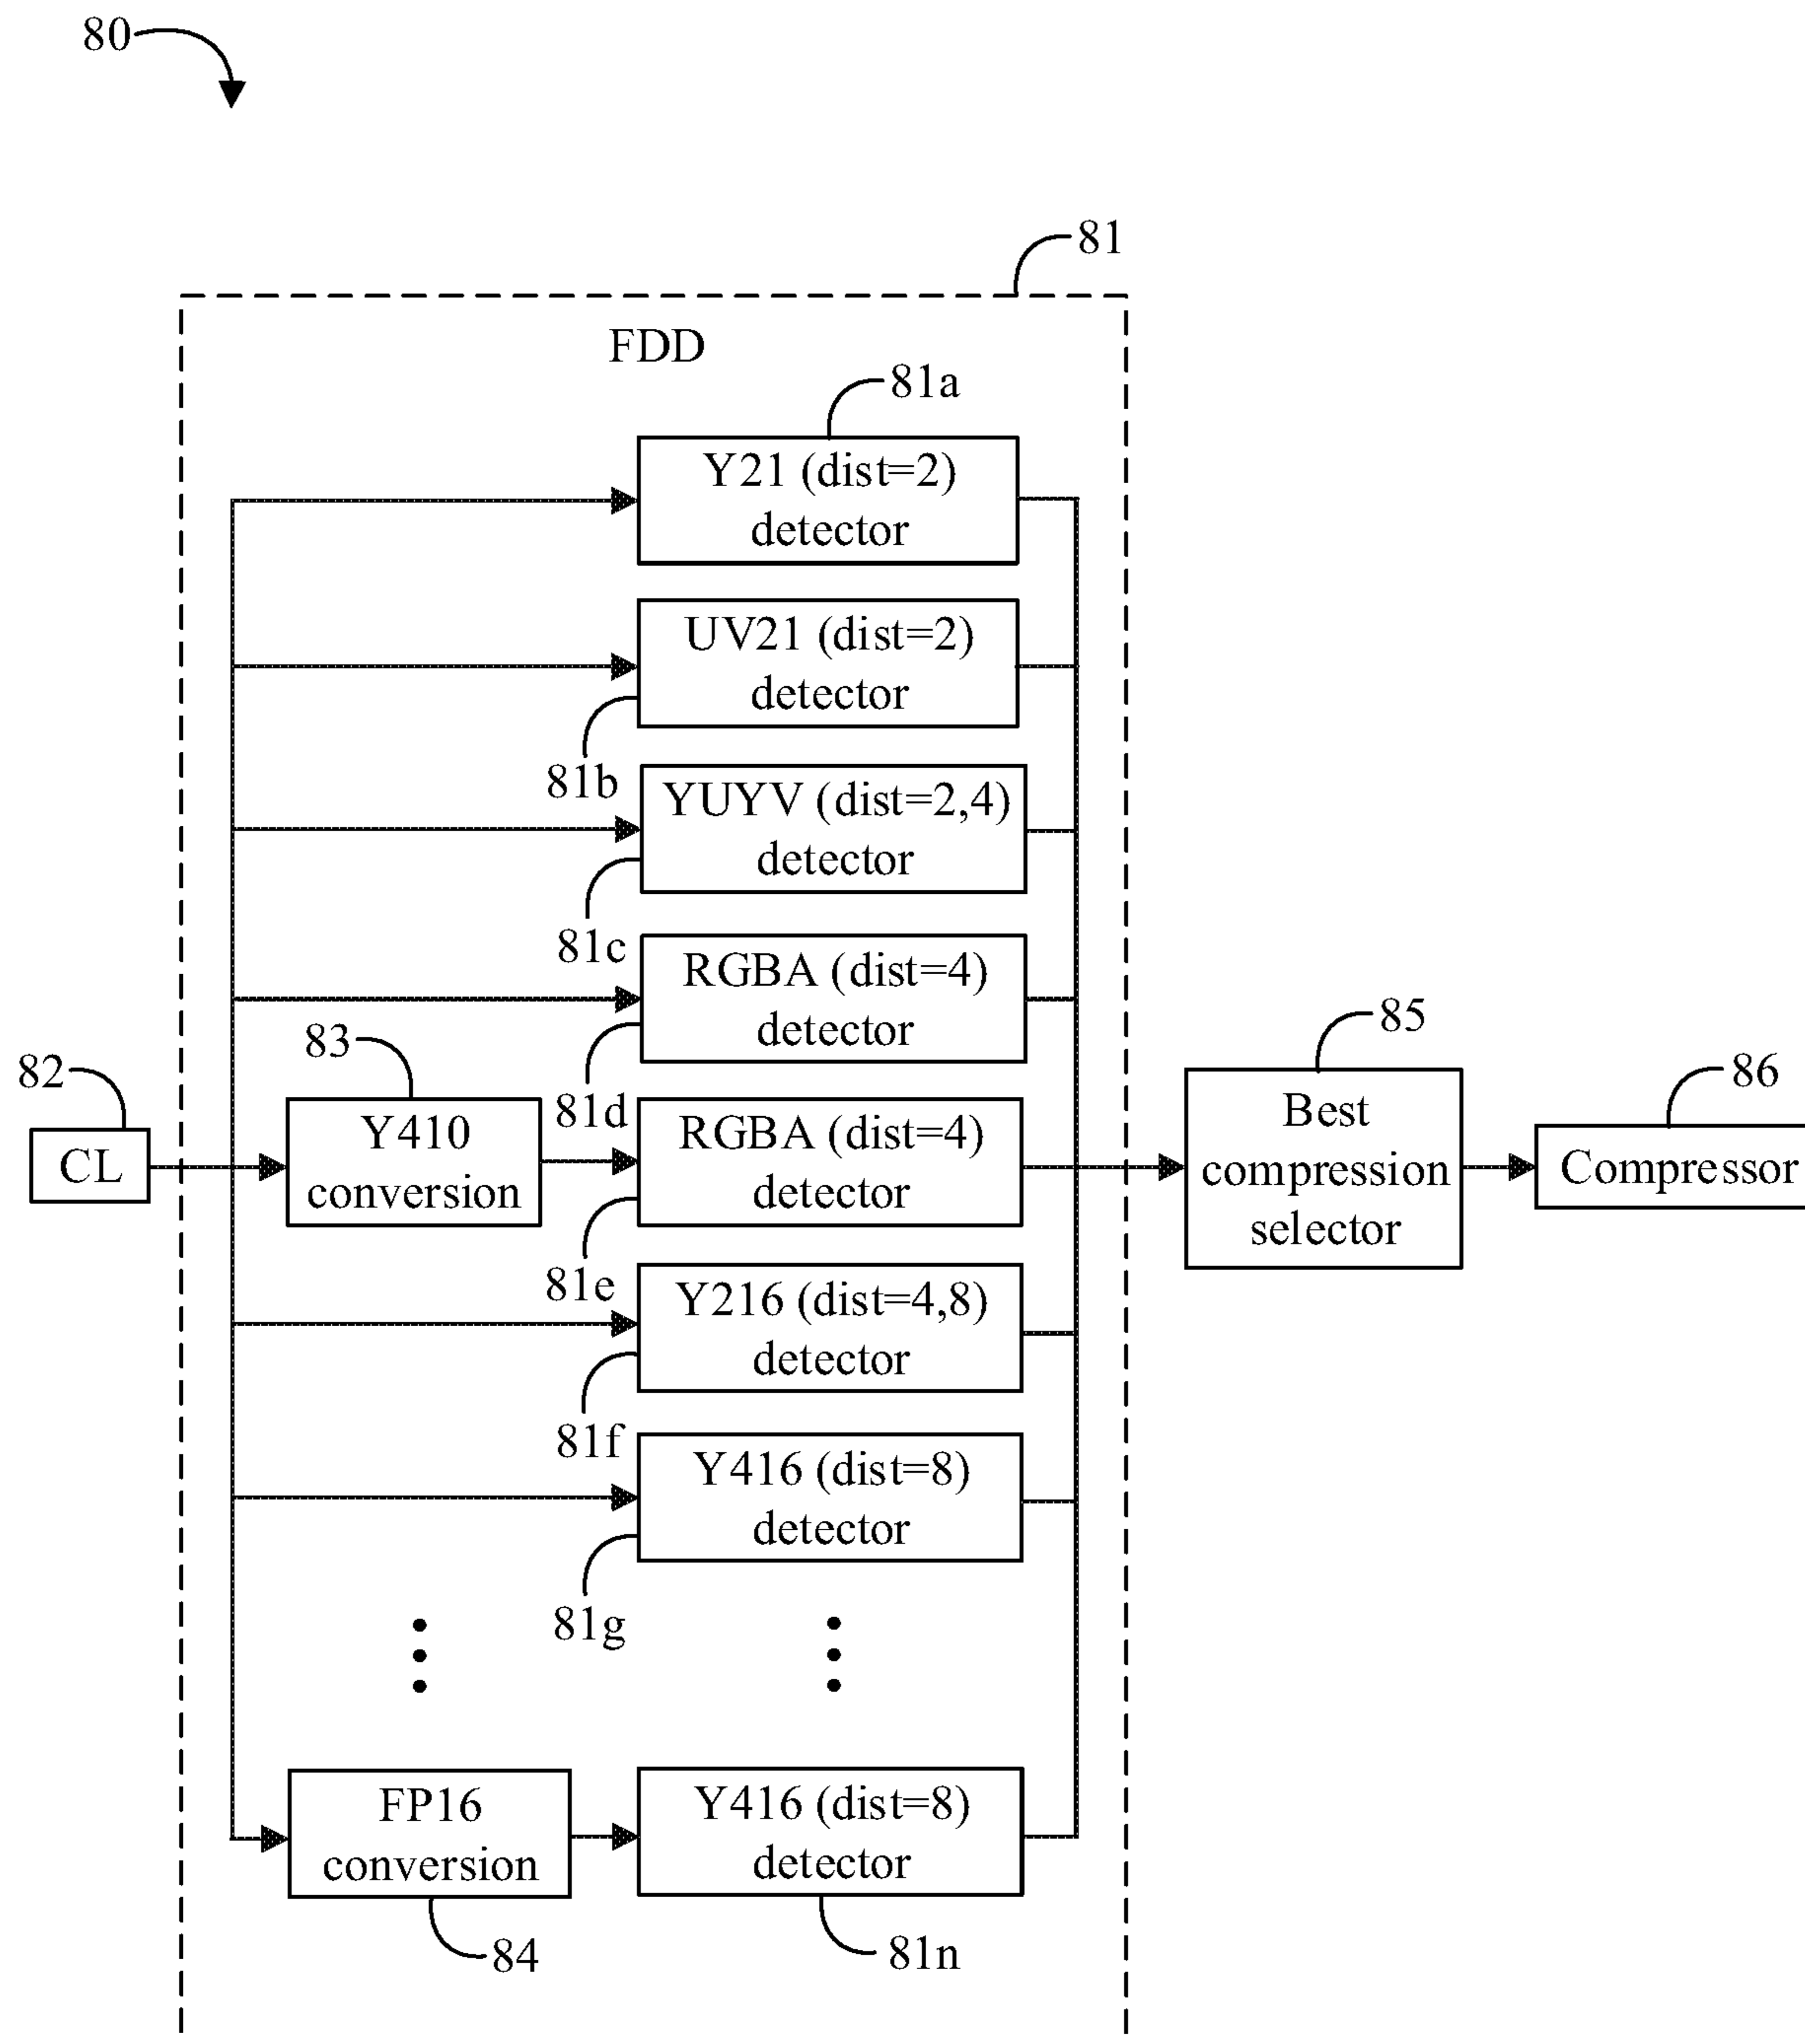 80
81
FDD
81a
Y21 (dist=2)
detector
UV21 (dist=2)
detector
81b
YUYV (dist=2,4)
detector
81c
RGBA (dist=4)
detector
81d
82
CL
83
Y410
conversion
RGBA (dist=4)
detector
81e
85
Best
compression
selector
86
Compressor
Y216 (dist=4,8)
detector
81f
Y416 (dist=8)
detector
81g
FP16
conversion
84
Y416 (dist=8)
detector
81n